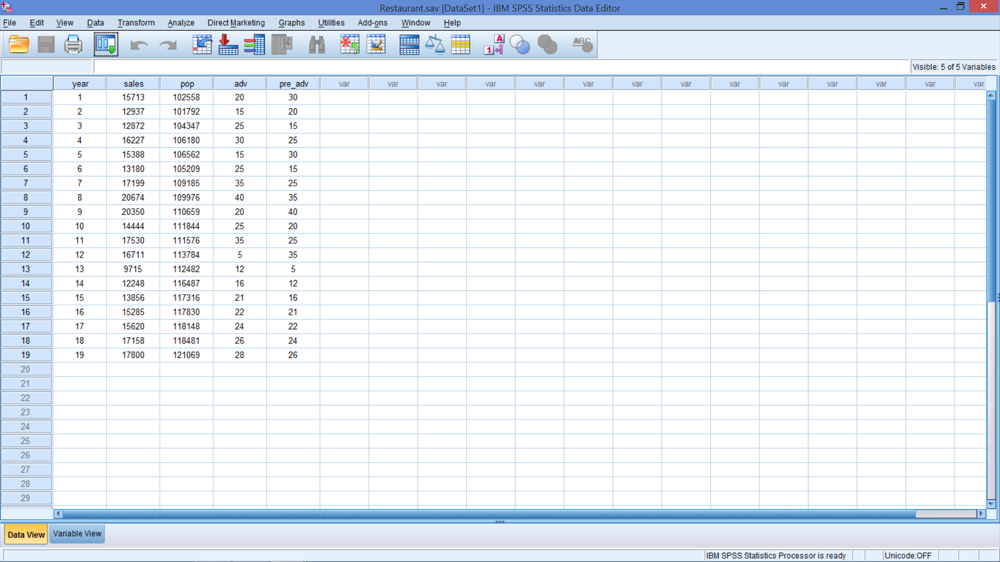 Restaurant.sav [DataSet1] - IBM SPSS Statistics Data Editor
File Edit View Data Transform Analyze Direct Marketing Graphs Utilities Add-ons Window Help
Visible: 5 of 5 Variables
year sales pop adv pre_adv var var var var var var var var var var var var var var
1 1 15713 102558 20 30
2 2 12937 101792 15 20
3 3 12872 104347 25 15
4 4 16227 106180 30 25
5 5 15388 106562 15 30
6 6 13180 105209 25 15
7 7 17199 109185 35 25
8 8 20674 109976 40 35
9 9 20350 110659 20 40
10 10 14444 111844 25 20
11 11 17530 111576 35 25
12 12 16711 113784 5 35
13 13 9715 112482 12 5
14 14 12248 116487 16 12
15 15 13856 117316 21 16
16 16 15285 117830 22 21
17 17 15620 118148 24 22
18 18 17158 118481 26 24
19 19 17800 121069 28 26
20
21
22
23
24
25
26
27
28
29
Data View Variable View
IBM SPSS Statistics Processor is ready Unicode:OFF